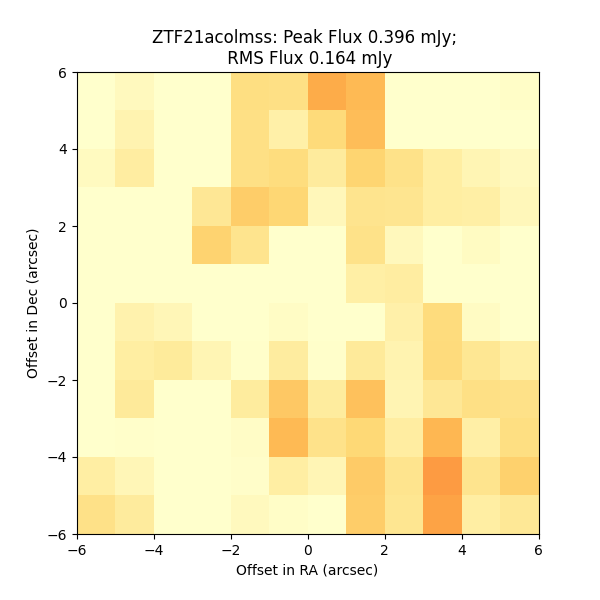 ZTF21acolmss: Peak Flux 0.396 mJy;
RMS Flux 0.164 mJy
6
4
2
0
−2
−4
−6
Offset in Dec (arcsec)
−6 −4 −2 0 2 4 6
Offset in RA (arcsec)